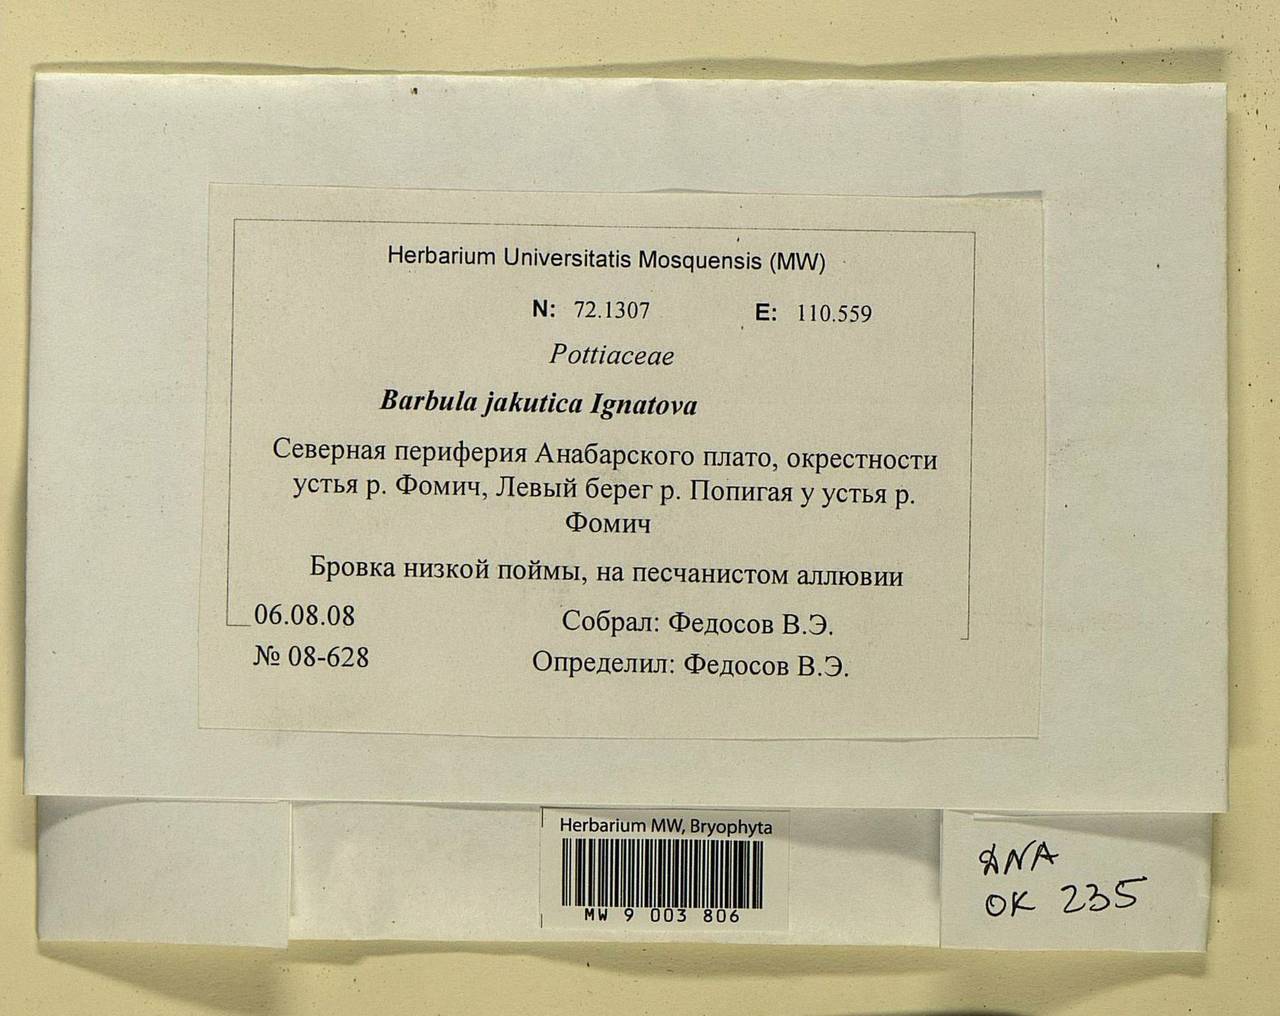 Herbarium Universitatis Mosquensis (MW)
N: 72.1307 E: 110.559
Pottiaceae
Barbula jakutica Ignatova
Северная периферия Анабарского плато, окрестности
устья р. Фомич, Левый берег р. Попигая у устья р.
Фомич
Бровка низкой поймы, на песчанистом аллювии
06.08.08 Собрал: Федосов В.Э.
№ 08-628 Определил: Федосов В.Э.
Herbarium MW, Bryophyta
MW 9 003 806
DNA
OK 235